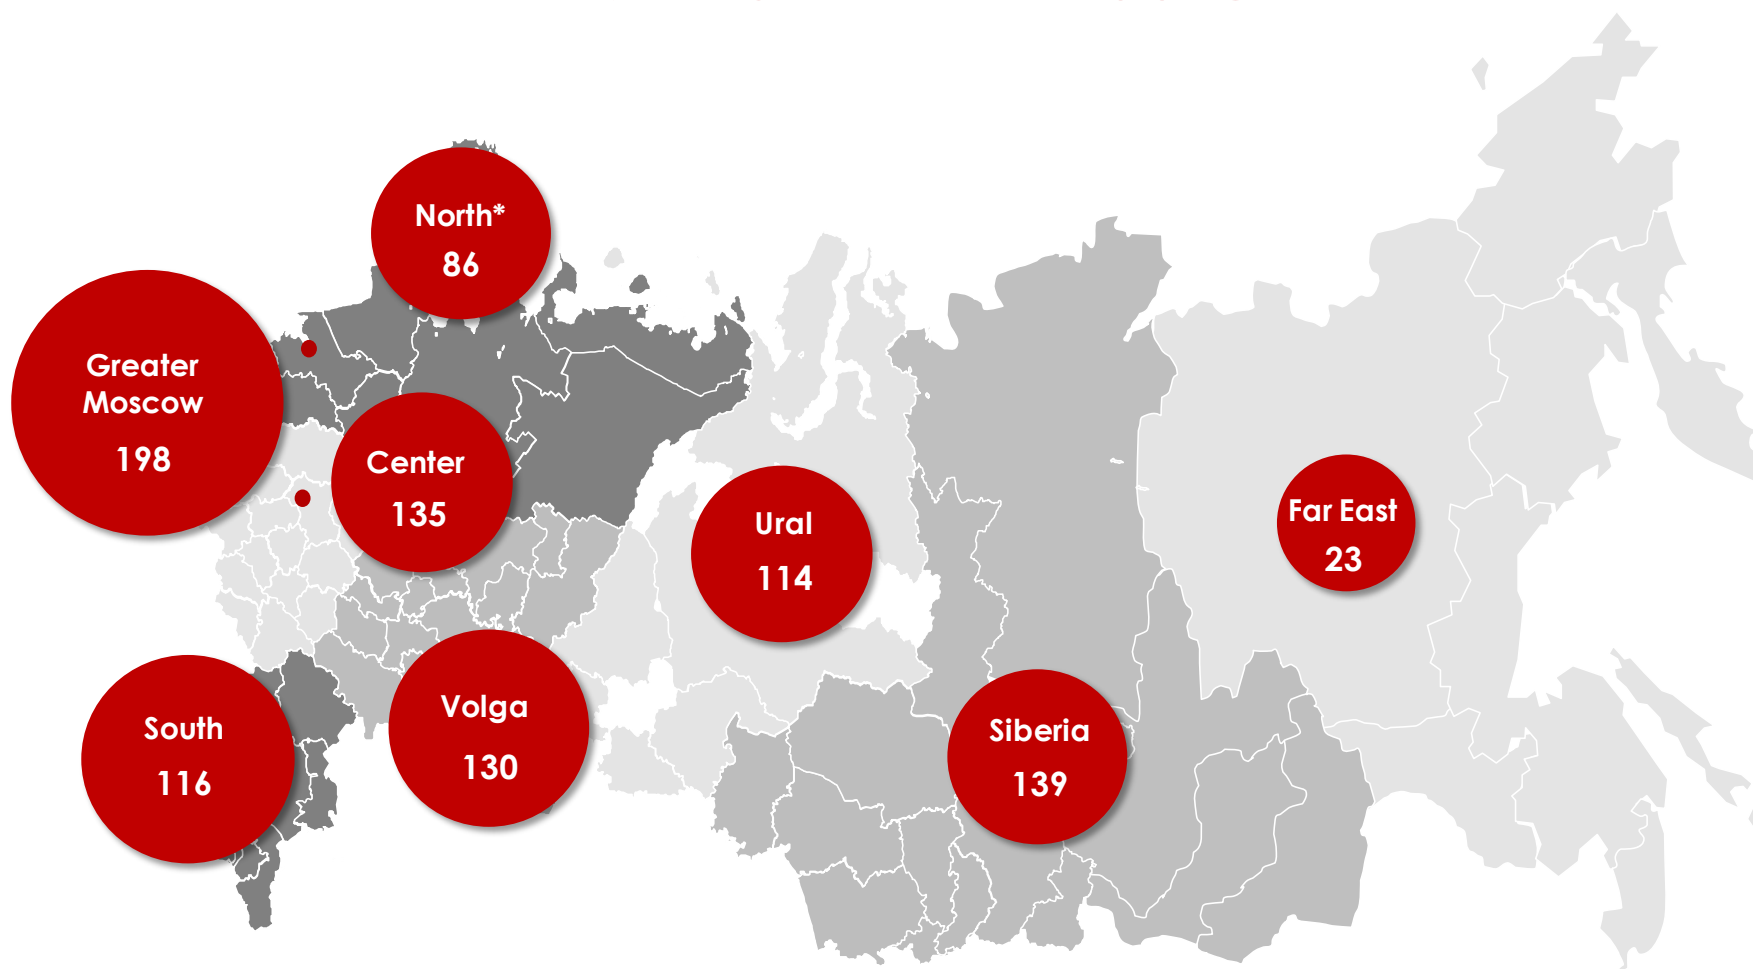 North*
86
Greater
Moscow
198
Center
135
Ural
114
Far East
23
South
116
Volga
130
Siberia
139